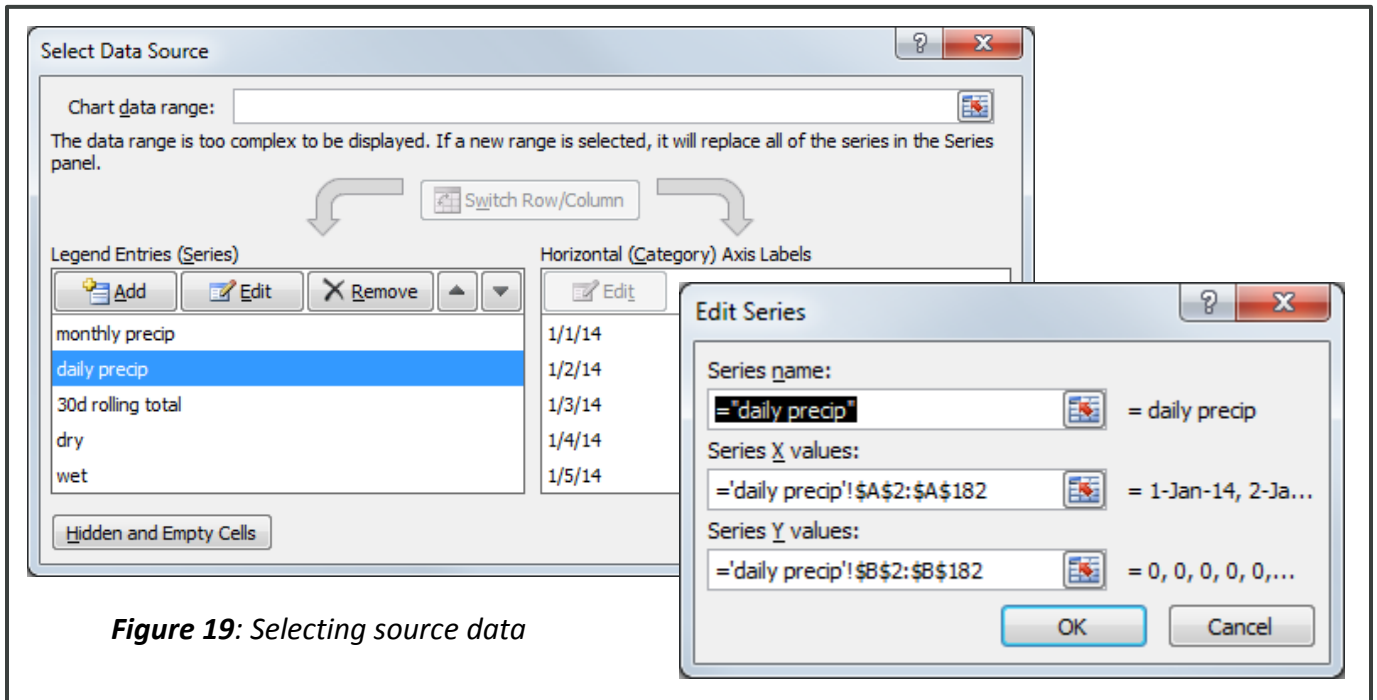 Select Data Source
Chart data range:
The data range is too complex to be displayed. If a new range is selected, it will replace all of the series in the Series
panel.
Switch Row/Column
Legend Entries (Series)
Horizontal (Category) Axis Labels
Add Edit Remove
Edit
monthly precip
daily precip
30d rolling total
dry
wet
1/1/14
1/2/14
1/3/14
1/4/14
1/5/14
Hidden and Empty Cells
Edit Series
Series name:
="daily precip" = daily precip
Series X values:
='daily precip'!$A$2:$A$182 = 1-Jan-14, 2-Ja...
Series Y values:
='daily precip'!$B$2:$B$182 = 0, 0, 0, 0, 0,...
OK Cancel
Figure 19: Selecting source data